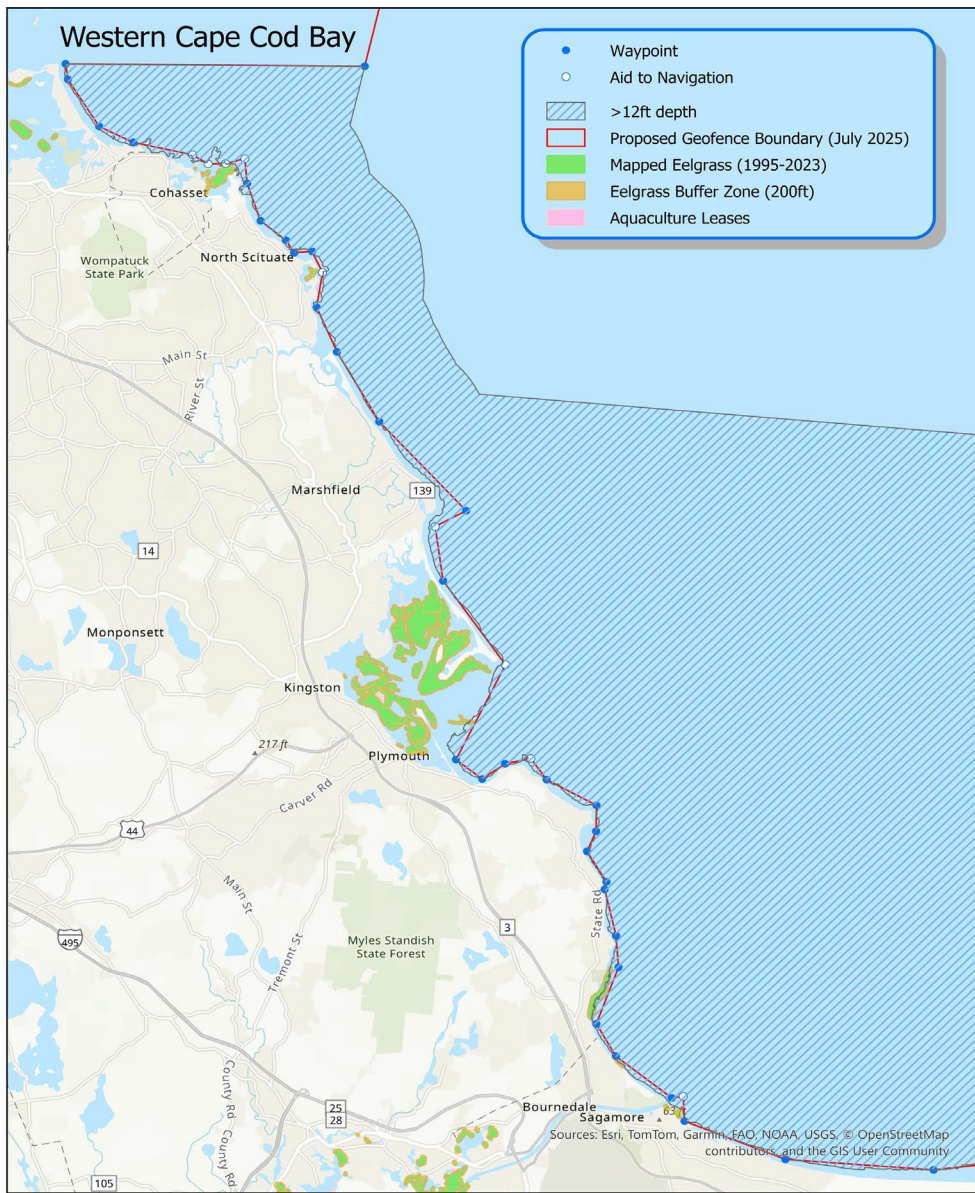 Western Cape Cod Bay
Waypoint
Aid to Navigation
>12ft depth
Proposed Geofence Boundary (July 2025)
Mapped Eelgrass (1995-2023)
Eelgrass Buffer Zone (200ft)
Aquaculture Leases
Cohasset
North Scituate
Wompatuck
State Park
Main St
River St
Marshfield
139
14
Monponsett
Kingston
217 ft
Plymouth
Carver Rd
44
Main St
State Rd
3
495
Myles Standish
State Forest
Tremont St
County Rd
County Rd
25
28
Bournedale
Sagamore
63
105
Sources: Esri, TomTom, Garmin, FAO, NOAA, USGS, © OpenStreetMap
contributors, and the GIS User Community